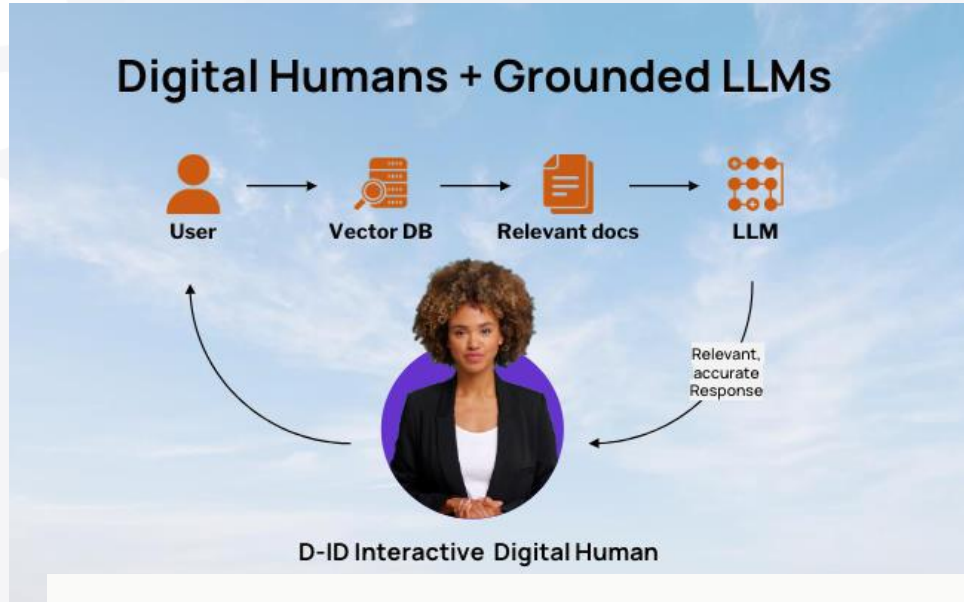 Digital Humans + Grounded LLMs
User
Vector DB
Relevant docs
LLM
Relevant,
accurate
Response
D-ID Interactive Digital Human